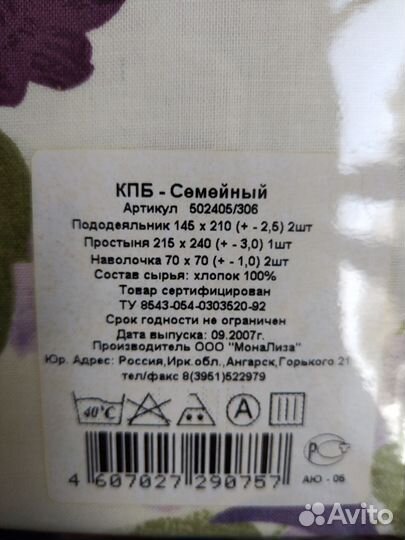 КПБ - Семейный
Артикул 502405/306
Пододеяльник 145 х 210 (+ - 2,5) 2шт
Простыня 215 х 240 (+ - 3,0) 1шт
Наволочка 70 х 70 (+ - 1,0) 2шт
Состав сырья: хлопок 100%
Товар сертифицирован
ТУ 8543-054-0303520-92
Срок годности не ограничен
Дата выпуска: 09.2007г.
Производитель ООО "МонаЛиза"
Юр. Адрес: Россия,Ирк.обл.,Ангарск,Горького 21
тел/факс 8(3951)522979
40°C A
4 607027 290757
АЮ - 06
Avito